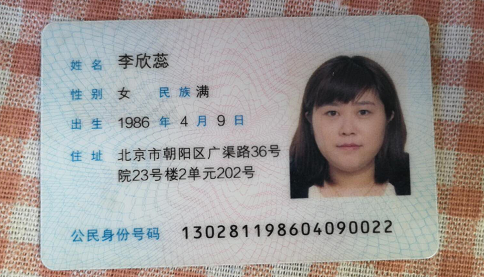 姓名 李欣蕊
性别 女 民族 满
出生 1986 年 4 月 9 日
住址 北京市朝阳区广渠路36号
院23号楼2单元202号
公民身份号码 130281198604090022